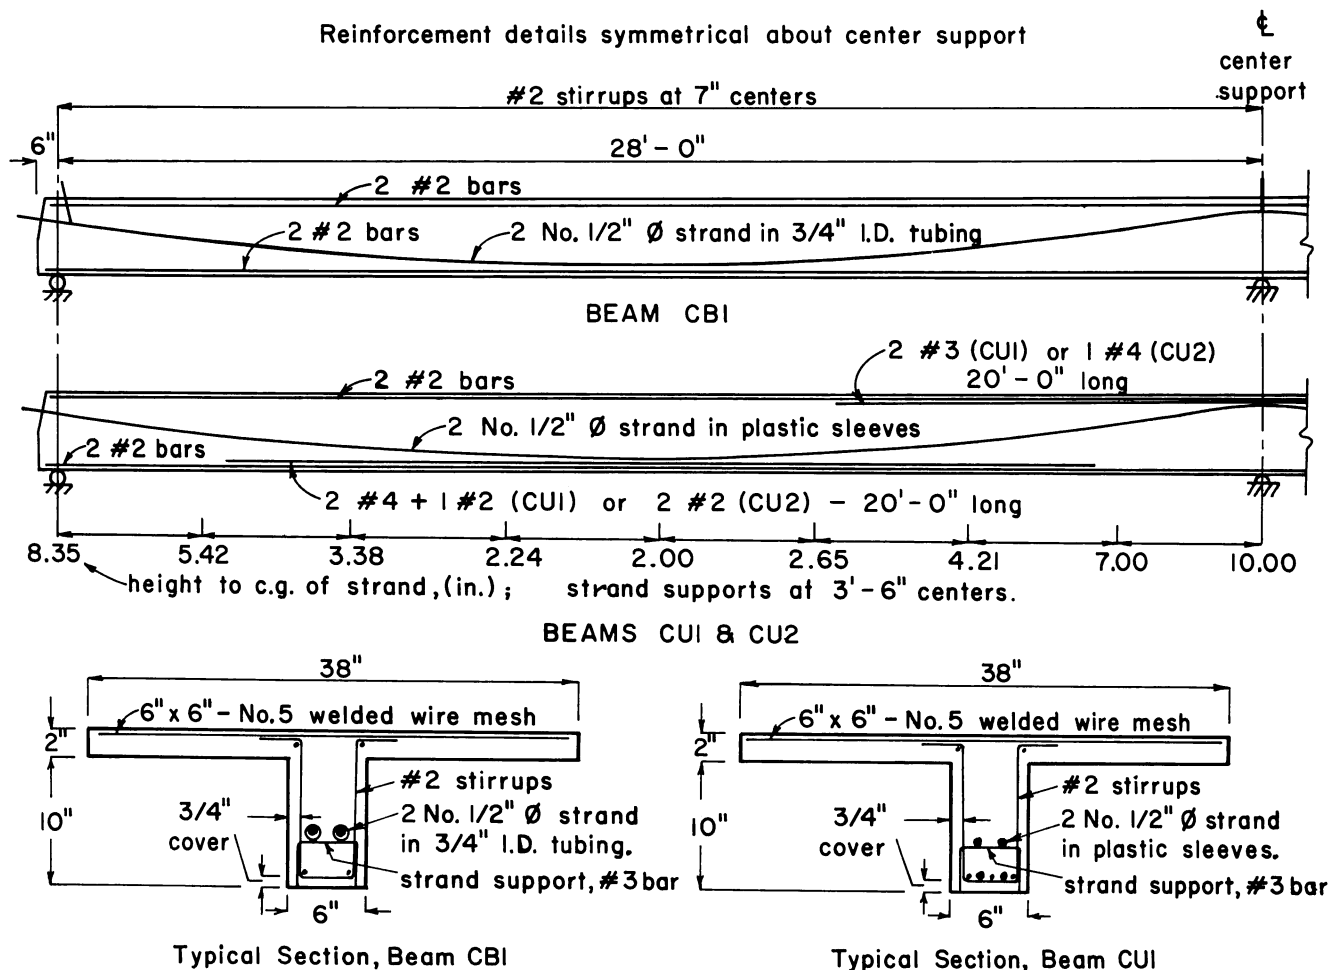 Reinforcement details symmetrical about center support
℄
center
support
#2 stirrups at 7" centers
6"
28'-0"
2 #2 bars
2 #2 bars
2 No. 1/2" Ø strand in 3/4" I.D. tubing
BEAM CB1
2 #3 (CU1) or 1 #4 (CU2)
20'-0" long
2 #2 bars
2 No. 1/2" Ø strand in plastic sleeves
2 #2 bars
2 #4 + 1 #2 (CU1) or 2 #2 (CU2) - 20'-0" long
8.35 5.42 3.38 2.24 2.00 2.65 4.21 7.00 10.00
height to c.g. of strand, (in.); strand supports at 3'-6" centers.
BEAMS CU1 & CU2
38"
6" x 6" - No. 5 welded wire mesh
2"
#2 stirrups
10"
3/4"
cover
2 No. 1/2" Ø strand
in 3/4" I.D. tubing.
strand support, #3 bar
6"
Typical Section, Beam CB1
38"
6" x 6" - No. 5 welded wire mesh
2"
#2 stirrups
10"
3/4"
cover
2 No. 1/2" Ø strand
in plastic sleeves.
strand support, #3 bar
6"
Typical Section, Beam CU1